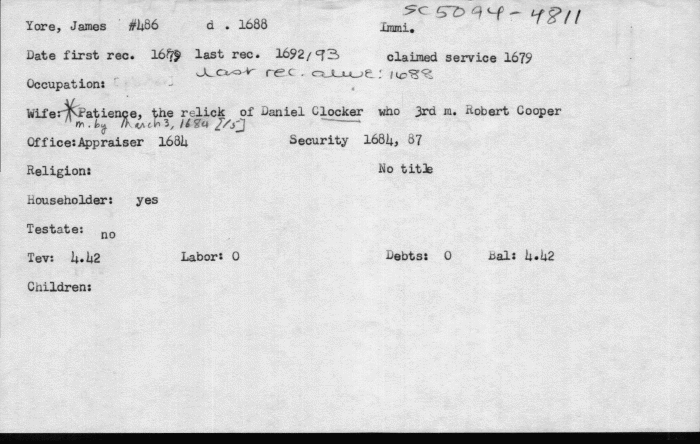 SC5094-4811
Yore, James #486 d . 1688 Immi.
Date first rec. 1679 last rec. 1692/93 claimed service 1679
last rec. alive: 1688
Occupation: [ ]
Wife:*Patience, the relick of Daniel Clocker who 3rd m. Robert Cooper
m. by March 3, 1684 [/5]
Office:Appraiser 1684 Security 1684, 87
Religion: No title
Householder: yes
Testate: no
Tev: 4.42 Labor: 0 Debts: 0 Bal: 4.42
Children: